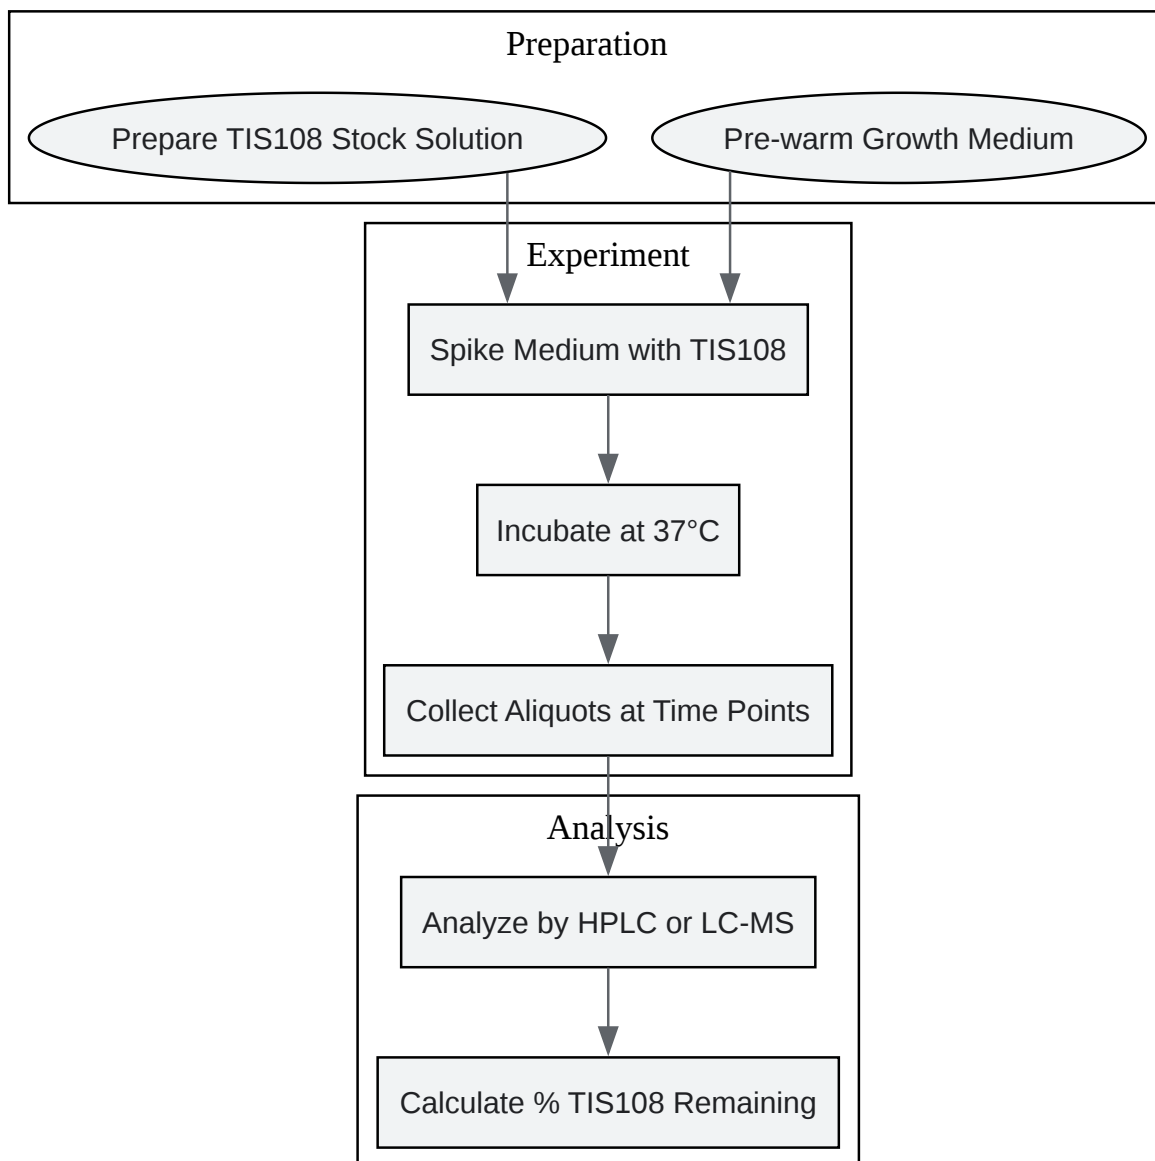 Preparation
Prepare TIS108 Stock Solution
Pre-warm Growth Medium
Experiment
Spike Medium with TIS108
Incubate at 37°C
Collect Aliquots at Time Points
Analysis
Analyze by HPLC or LC-MS
Calculate % TIS108 Remaining